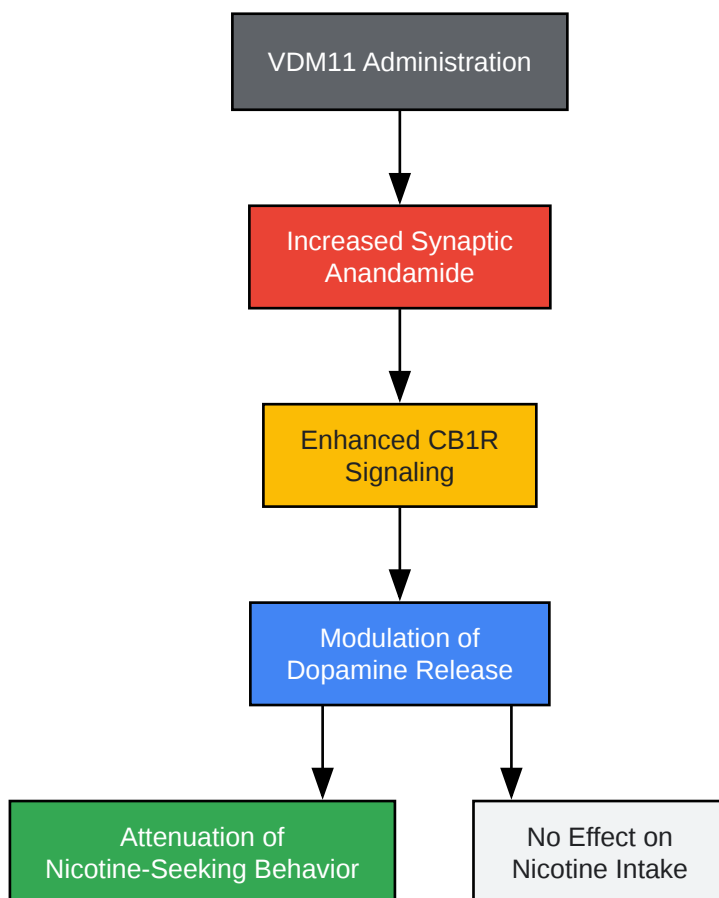 VDM11 Administration
Increased Synaptic
Anandamide
Enhanced CB1R
Signaling
Modulation of
Dopamine Release
Attenuation of
Nicotine-Seeking Behavior
No Effect on
Nicotine Intake